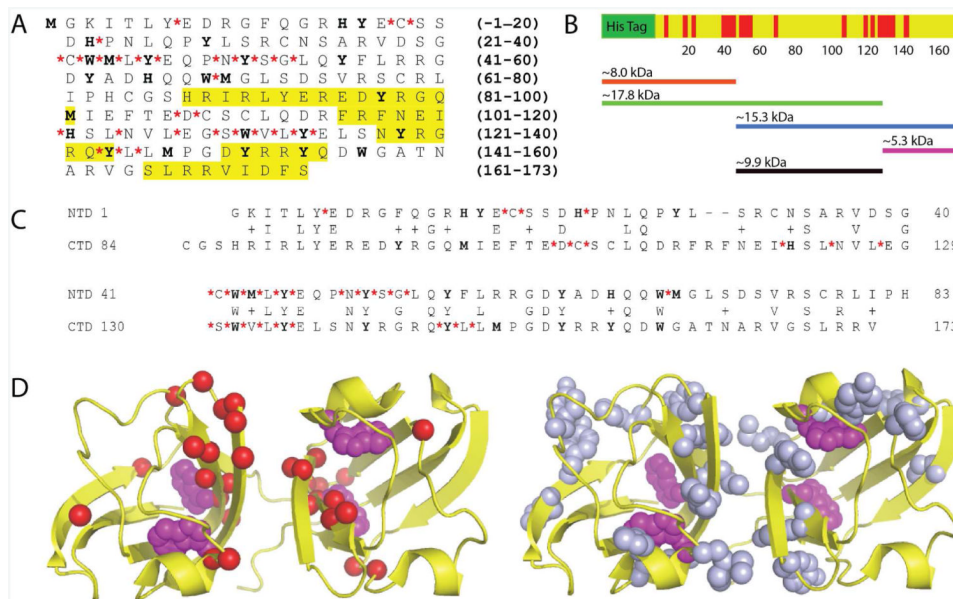 A
M G K I T L Y*E D R G F Q G R H Y E*C*S S (-1–20)
D H*P N L Q P Y L S R C N S A R V D S G (21-40)
*C*W*M*L*Y*E Q P*N*Y*S*G*L*Q Y F L R R G (41-60)
D Y A D H Q Q W*M G L S D S V R S C R L (61-80)
I P H C G S H R I R L Y E R E D Y R G Q (81-100)
M I E F T E*D*C S C L Q D R F R F N E I (101-120)
*H S L*N V L*E G*S*W*V*L*Y*E L S N Y R G (121-140)
R Q*Y*L*L M P G D Y R R Y Q D W G A T N (141-160)
A R V G S L R R V I D F S (161-173)
B
His Tag
20 40 60 80 100 120 140 160
~8.0 kDa
~17.8 kDa
~15.3 kDa
~5.3 kDa
~9.9 kDa
C
NTD 1 G K I T L Y*E D R G F Q G R H Y E*C*S S D H*P N L Q P Y L - - S R C N S A R V D S G 40
+ I L Y E + + G + E + D L + + S V G
CTD 84 C G S H R I R L Y E R E D Y R G Q M I E F T E*D*C*S C L Q D R F R F N E I*H S L*N V L*E G 129
NTD 41 *C*W*M*L*Y*E Q P*N*Y*S*G*L*Q Y F L R R G D Y A D H Q Q W*M G L S D S V R S C R L I P H 83
W+L Y E N Y G Q Y L G D Y + Q W + V S R +
CTD 130 *S*W*V*L*Y*E L S N Y R G R Q*Y*L*L M P G D Y R R Y Q D W G A T N A R V G S L R R V 173
D